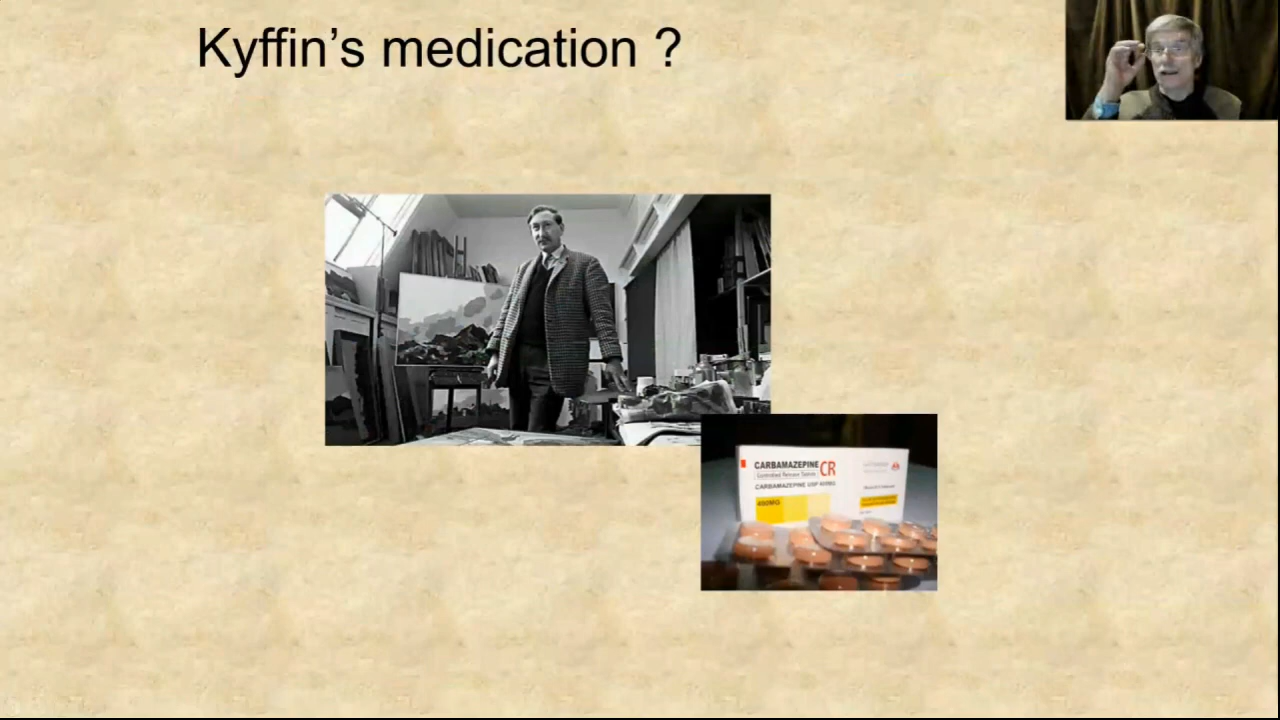 Kyffin's medication ?
CARBAMAZEPINE CR
Controlled Release Tablets
CARBAMAZEPINE USP 400MG
400MG